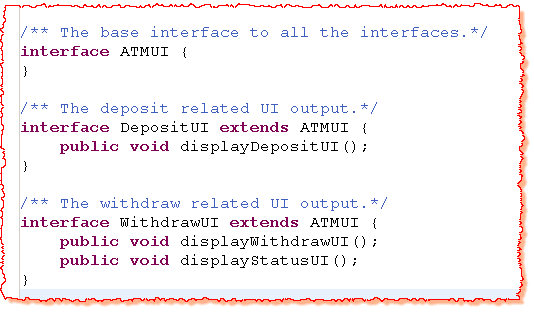 /** The base interface to all the interfaces.*/
interface ATMUI {
}
/** The deposit related UI output.*/
interface DepositUI extends ATMUI {
    public void displayDepositUI();
}
/** The withdraw related UI output.*/
interface WithdrawUI extends ATMUI {
    public void displayWithdrawUI();
    public void displayStatusUI();
}